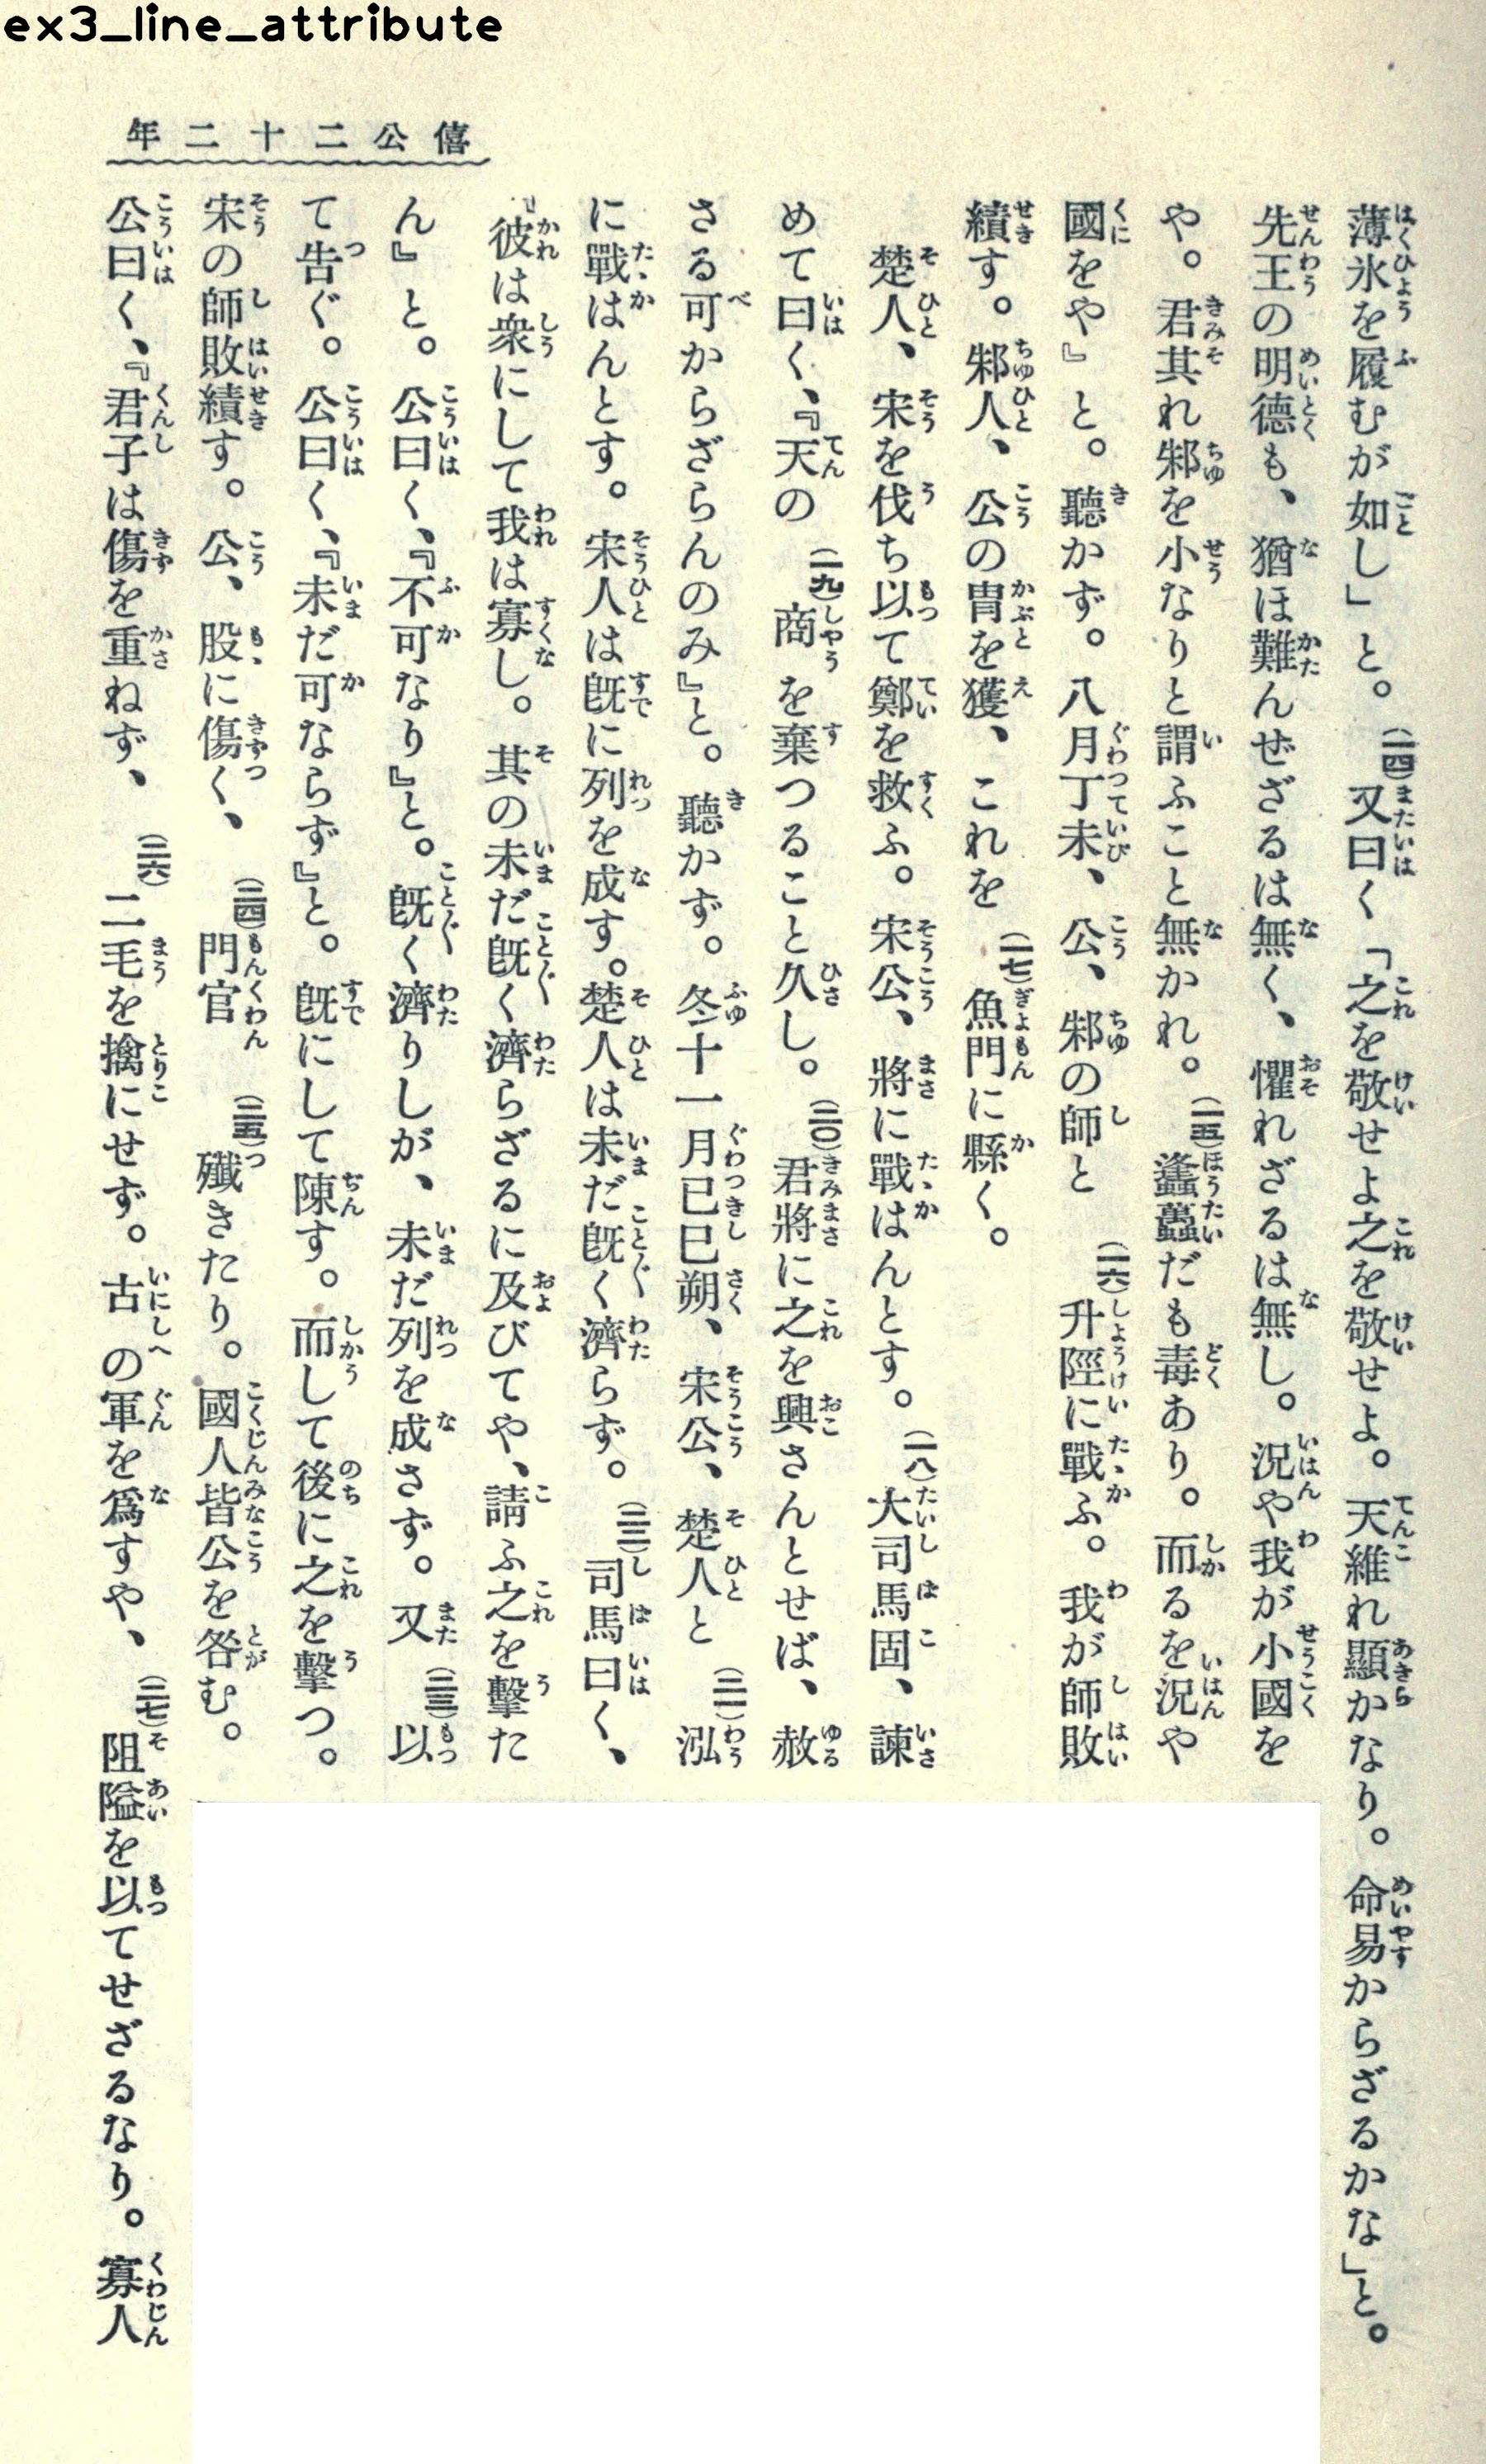 ex3_line_attribute
僖公二十二年
薄氷を履むが如し」と。(一四)又曰く「之を敬せよ之を敬せよ。天維れ顯かなり。命易からざるかな」と。
先王の明德も、猶ほ難んぜざるは無く、懼れざるは無し。況や我が小國を
や。君其れ邾を小なりと謂ふこと無かれ。(一五)蠭蠆だも毒あり。而るを況や
國をや』と。聽かず。八月丁未、公、邾の師と(一六)升陘に戰ふ。我が師敗
績す。邾人、公の冑を獲、これを(一七)魚門に縣く。
楚人、宋を伐ち以て鄭を救ふ。宋公、將に戰はんとす。(一八)大司馬固、諫
めて曰く、『天の(一九)商を棄つること久し。(二〇)君將に之を興さんとせば、赦
さる可からざらんのみ』と。聽かず。冬十一月己巳朔、宋公、楚人と(二一)泓
に戰はんとす。宋人は既に列を成す。楚人は未だ既く濟らず。(二二)司馬曰く、
『彼は衆にして我は寡し。其の未だ既く濟らざるに及びてや、請ふ之を擊た
ん』と。公曰く、『不可なり』と。既く濟りしが、未だ列を成さず。又(二三)以
て告ぐ。公曰く、『未だ可ならず』と。既にして陳す。而して後に之を擊つ。
宋の師敗績す。公、股に傷く、(二四)門官(二五)殲きたり。國人皆公を咎む。
公曰く、『君子は傷を重ねず、(二六)二毛を擒にせず。古の軍を爲すや、(二七)阻隘を以てせざるなり。寡人